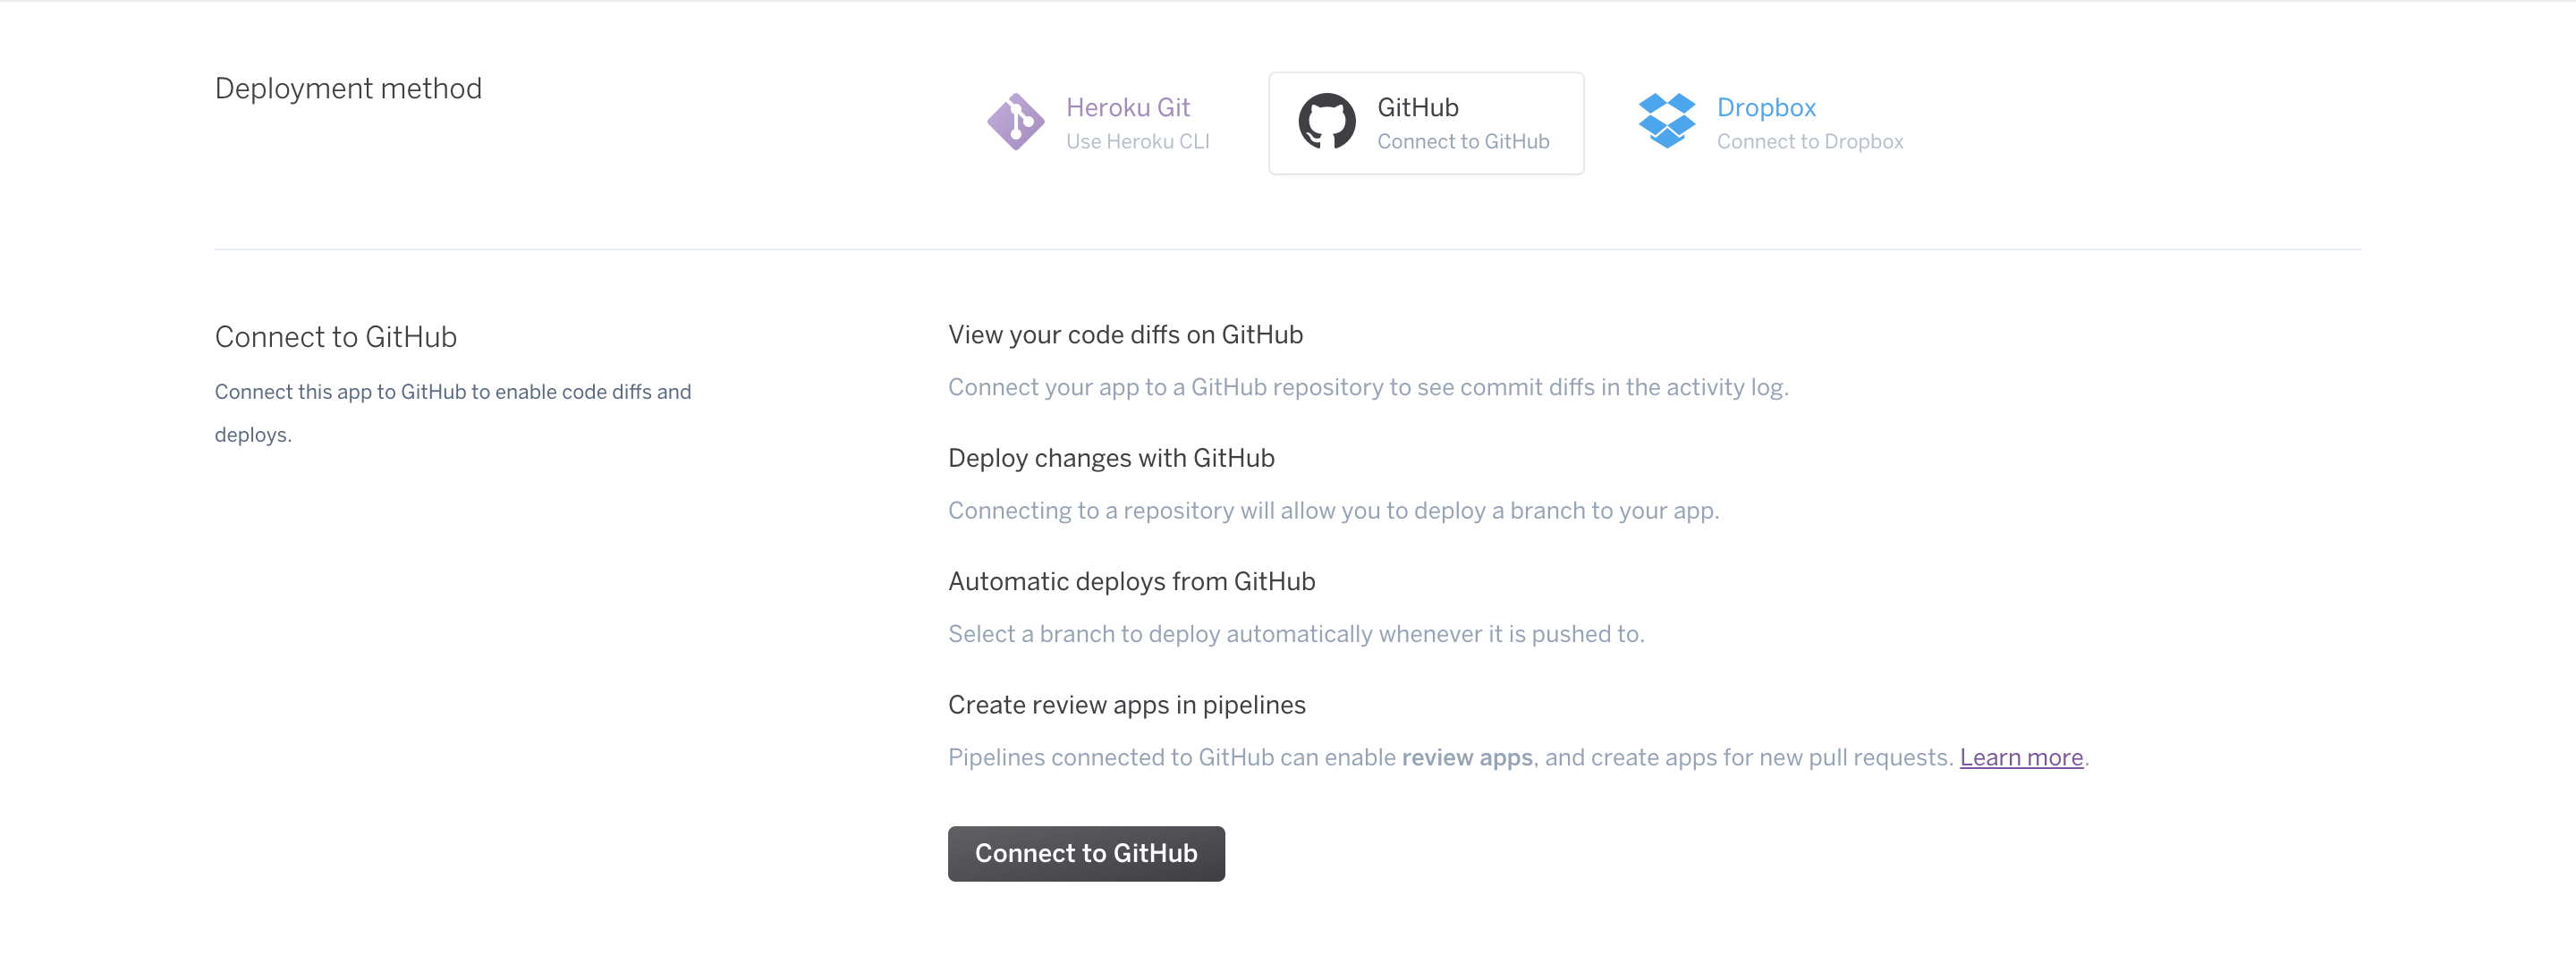 Deployment method
Heroku Git
Use Heroku CLI
GitHub
Connect to GitHub
Dropbox
Connect to Dropbox
Connect to GitHub
Connect this app to GitHub to enable code diffs and
deploys.
View your code diffs on GitHub
Connect your app to a GitHub repository to see commit diffs in the activity log.
Deploy changes with GitHub
Connecting to a repository will allow you to deploy a branch to your app.
Automatic deploys from GitHub
Select a branch to deploy automatically whenever it is pushed to.
Create review apps in pipelines
Pipelines connected to GitHub can enable review apps, and create apps for new pull requests. Learn more.
Connect to GitHub